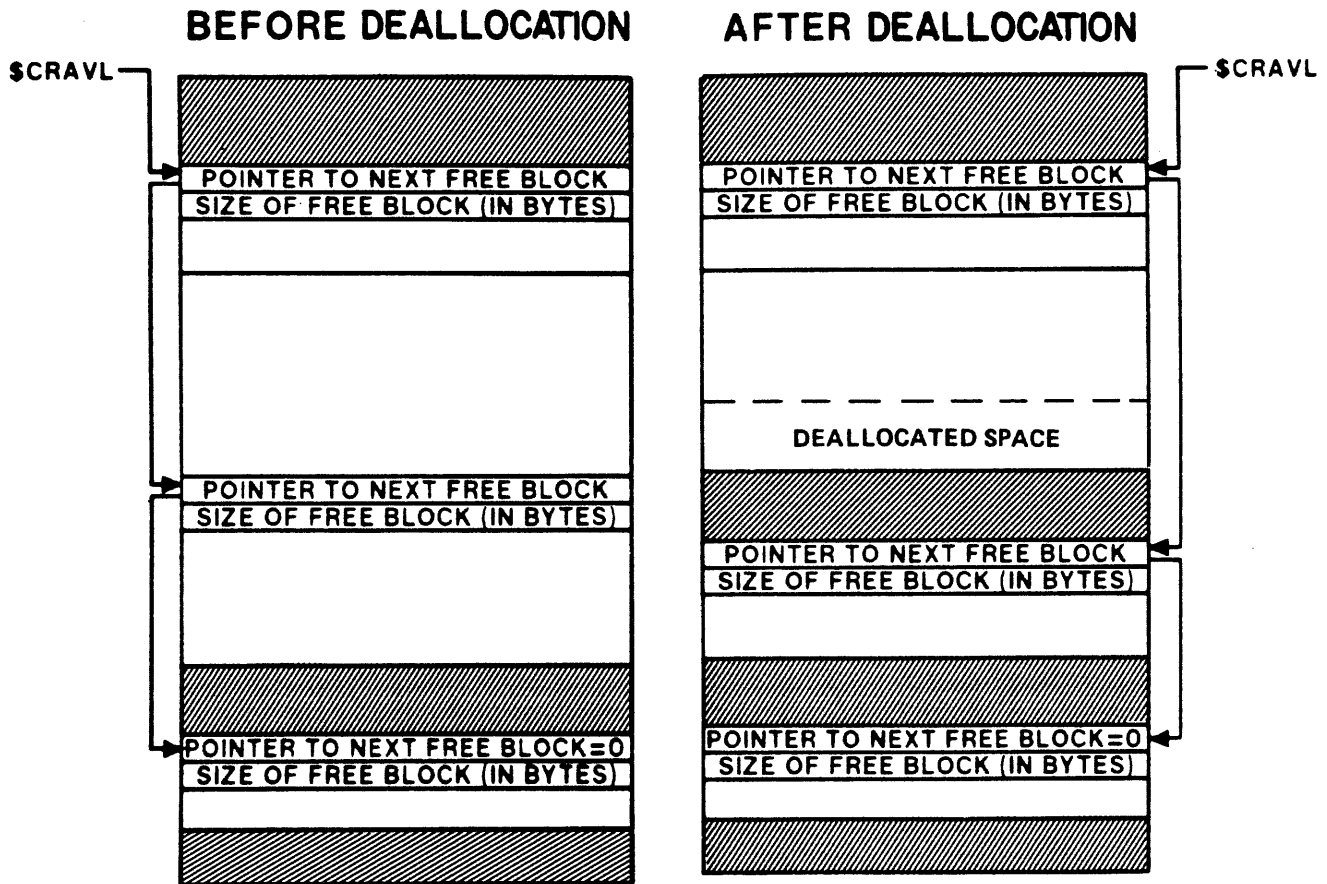 BEFORE DEALLOCATION
$CRAVL
POINTER TO NEXT FREE BLOCK
SIZE OF FREE BLOCK (IN BYTES)
POINTER TO NEXT FREE BLOCK
SIZE OF FREE BLOCK (IN BYTES)
POINTER TO NEXT FREE BLOCK=0
SIZE OF FREE BLOCK (IN BYTES)
AFTER DEALLOCATION
$CRAVL
POINTER TO NEXT FREE BLOCK
SIZE OF FREE BLOCK (IN BYTES)
DEALLOCATED SPACE
POINTER TO NEXT FREE BLOCK
SIZE OF FREE BLOCK (IN BYTES)
POINTER TO NEXT FREE BLOCK=0
SIZE OF FREE BLOCK (IN BYTES)